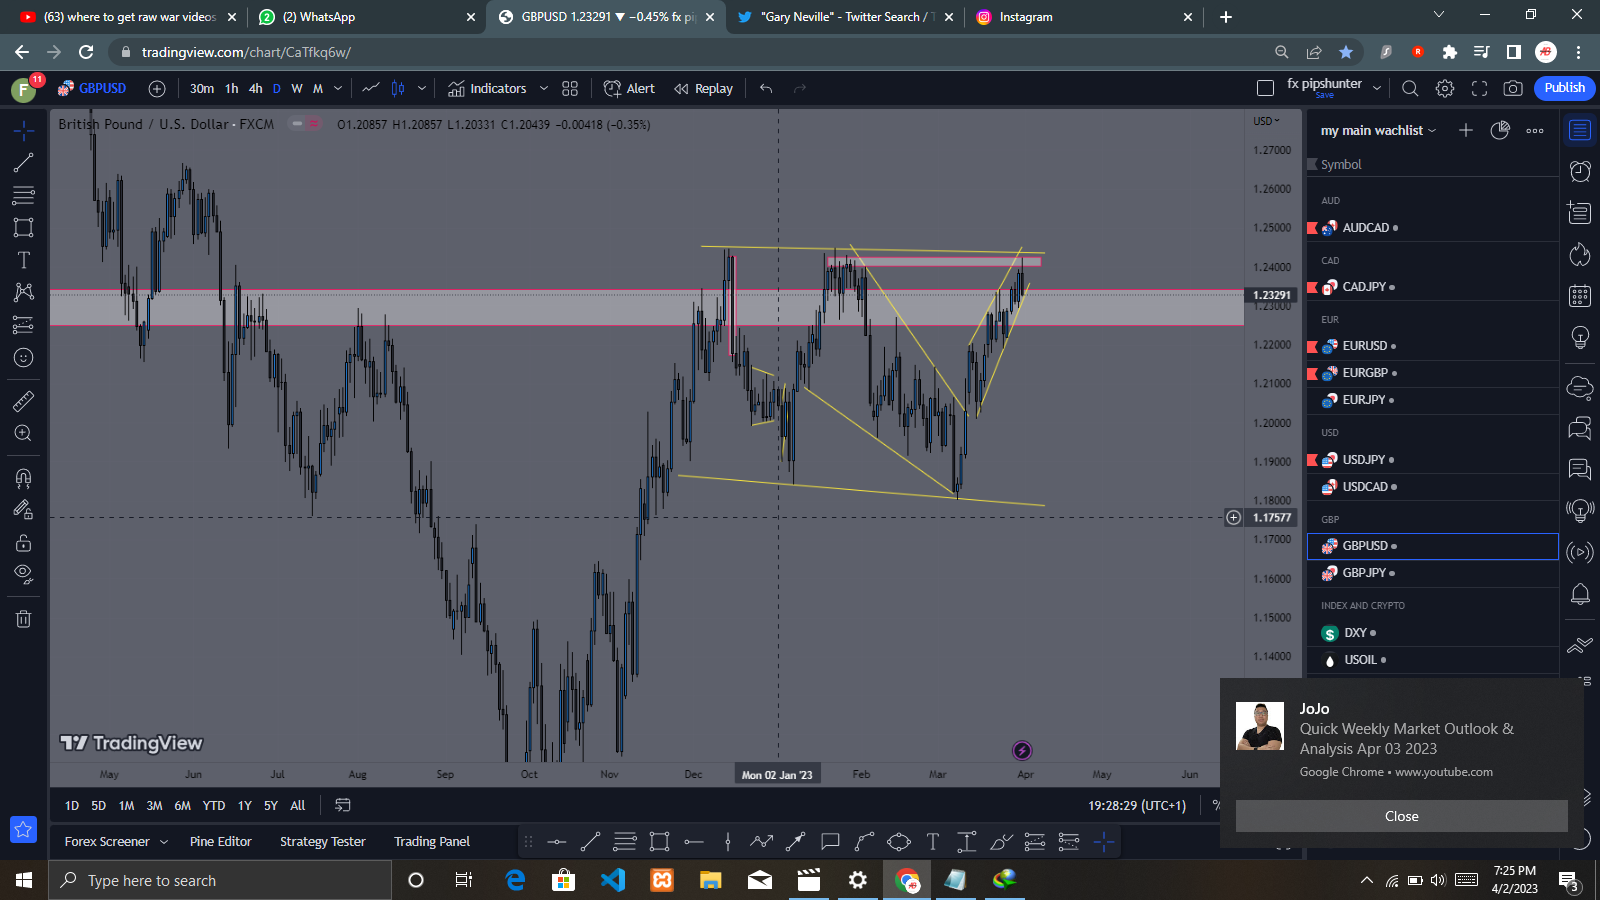 (63) where to get raw war videos
(2) WhatsApp
GBPUSD 1.23291 ▼ −0.45% fx pip
"Gary Neville" - Twitter Search / T
Instagram
tradingview.com/chart/CaTfkq6w/
F
11
GBPUSD
30m 1h 4h D W M
Indicators
Alert
Replay
fx pipshunter
Save
Publish
British Pound / U.S. Dollar · FXCM
O1.20857 H1.20857 L1.20331 C1.20439 −0.00418 (−0.35%)
USD
1.27000
1.26000
1.25000
1.24000
1.23291
1.23000
1.22000
1.21000
1.20000
1.19000
1.18000
1.17577
1.17000
1.16000
1.15000
1.14000
my main wachlist
Symbol
AUD
AUDCAD
CAD
CADJPY
EUR
EURUSD
EURGBP
EURJPY
USD
USDJPY
USDCAD
GBP
GBPUSD
GBPJPY
INDEX AND CRYPTO
DXY
USOIL
TradingView
May Jun Jul Aug Sep Oct Nov Dec Mon 02 Jan '23 Feb Mar Apr May Jun
JoJo
Quick Weekly Market Outlook &
Analysis Apr 03 2023
Google Chrome • www.youtube.com
Close
1D 5D 1M 3M 6M YTD 1Y 5Y All
19:28:29 (UTC+1)
%
Forex Screener
Pine Editor
Strategy Tester
Trading Panel
Type here to search
7:25 PM
4/2/2023
3